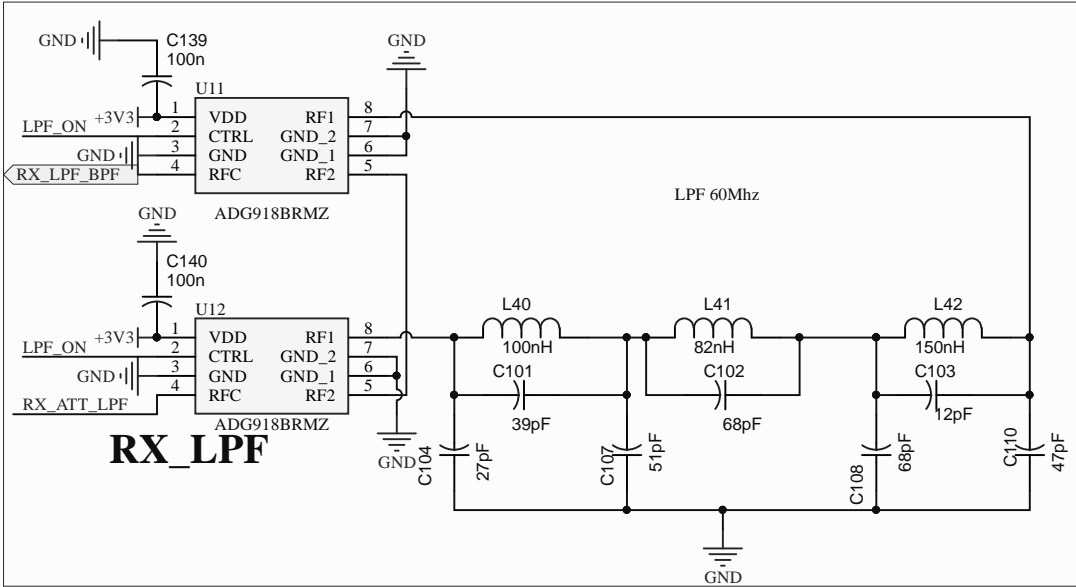 GND
C139
100n
GND
U11
+3V3
1
VDD
RF1
8
LPF_ON
2
CTRL
GND_2
7
GND
3
GND
GND_1
6
RX_LPF_BPF
4
RFC
RF2
5
LPF 60Mhz
ADG918BRMZ
GND
C140
100n
U12
L40
L41
L42
+3V3
1
VDD
RF1
8
LPF_ON
2
CTRL
GND_2
7
100nH
82nH
150nH
GND
3
GND
GND_1
6
C101
C102
C103
RX_ATT_LPF
4
RFC
RF2
5
39pF
68pF
12pF
ADG918BRMZ
RX_LPF
GND
C104
27pF
C107
51pF
C108
68pF
C110
47pF
GND